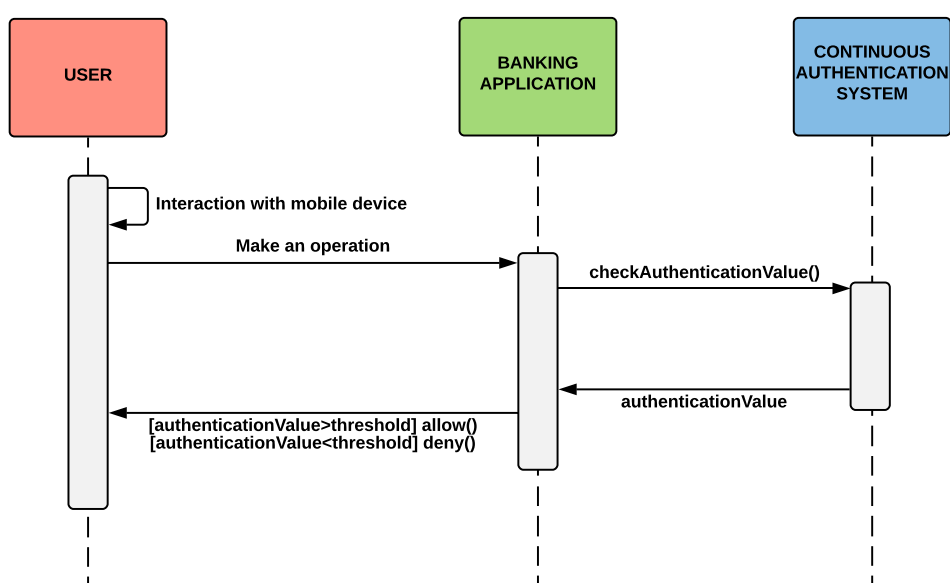 USER
BANKING
APPLICATION
CONTINUOUS
AUTHENTICATION
SYSTEM
Interaction with mobile device
Make an operation
checkAuthenticationValue()
authenticationValue
[authenticationValue>threshold] allow()
[authenticationValue<threshold] deny()